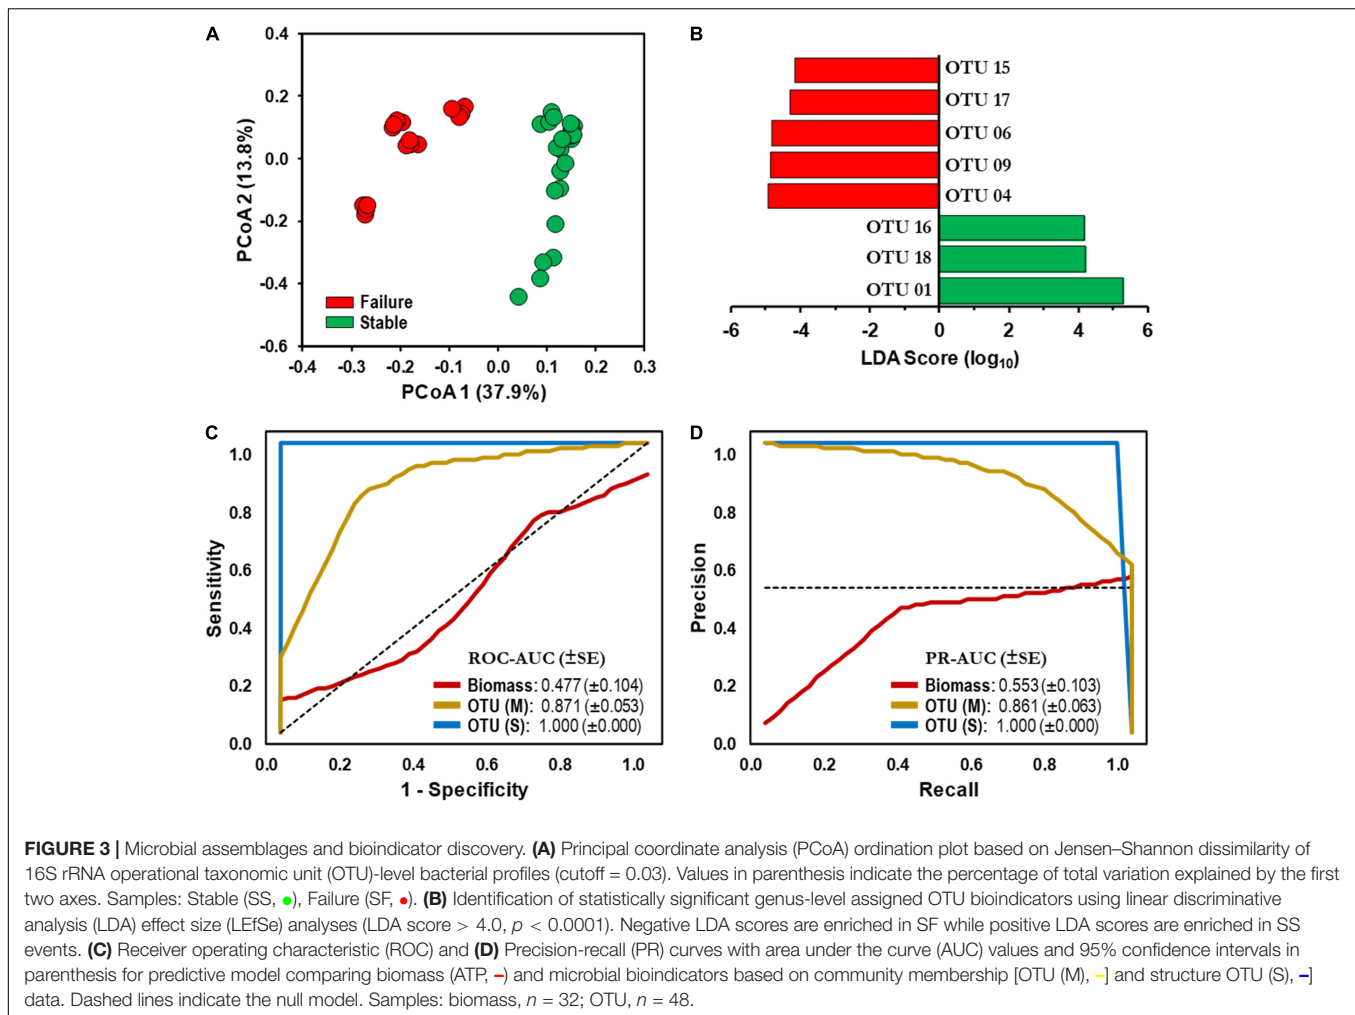 A
0.4
0.2
0.0
-0.2
-0.4
-0.6
PCoA 2 (13.8%)
Failure
Stable
-0.4 -0.3 -0.2 -0.1 0.0 0.1 0.2 0.3
PCoA 1 (37.9%)
B
OTU 15
OTU 17
OTU 06
OTU 09
OTU 04
OTU 16
OTU 18
OTU 01
-6 -4 -2 0 2 4 6
LDA Score (log10)
C
1.0
0.8
0.6
0.4
0.2
0.0
Sensitivity
ROC-AUC (±SE)
Biomass: 0.477 (±0.104)
OTU (M): 0.871 (±0.053)
OTU (S): 1.000 (±0.000)
0.0 0.2 0.4 0.6 0.8 1.0
1 - Specificity
D
1.0
0.8
0.6
0.4
0.2
0.0
Precision
PR-AUC (±SE)
Biomass: 0.553 (±0.103)
OTU (M): 0.861 (±0.063)
OTU (S): 1.000 (±0.000)
0.0 0.2 0.4 0.6 0.8 1.0
Recall
FIGURE 3 | Microbial assemblages and bioindicator discovery. (A) Principal coordinate analysis (PCoA) ordination plot based on Jensen–Shannon dissimilarity of
16S rRNA operational taxonomic unit (OTU)-level bacterial profiles (cutoff = 0.03). Values in parenthesis indicate the percentage of total variation explained by the first
two axes. Samples: Stable (SS, ●), Failure (SF, ●). (B) Identification of statistically significant genus-level assigned OTU bioindicators using linear discriminative
analysis (LDA) effect size (LEfSe) analyses (LDA score > 4.0, p < 0.0001). Negative LDA scores are enriched in SF while positive LDA scores are enriched in SS
events. (C) Receiver operating characteristic (ROC) and (D) Precision-recall (PR) curves with area under the curve (AUC) values and 95% confidence intervals in
parenthesis for predictive model comparing biomass (ATP, –) and microbial bioindicators based on community membership [OTU (M), –] and structure OTU (S), –]
data. Dashed lines indicate the null model. Samples: biomass, n = 32; OTU, n = 48.